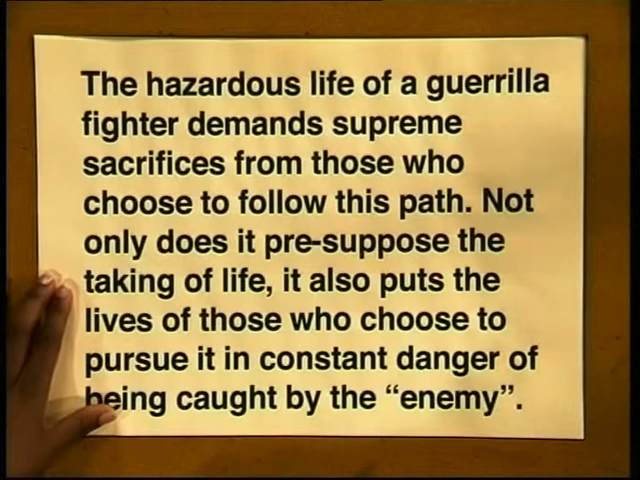 The hazardous life of a guerrilla
fighter demands supreme
sacrifices from those who
choose to follow this path. Not
only does it pre-suppose the
taking of life, it also puts the
lives of those who choose to
pursue it in constant danger of
being caught by the “enemy”.